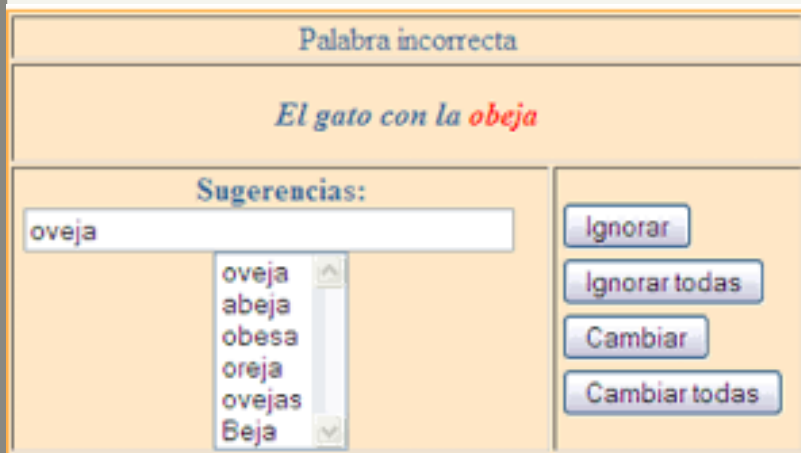 Palabra incorrecta
El gato con la obeja
Sugerencias:
oveja
oveja
abeja
obesa
oreja
ovejas
Beja
Ignorar
Ignorar todas
Cambiar
Cambiar todas